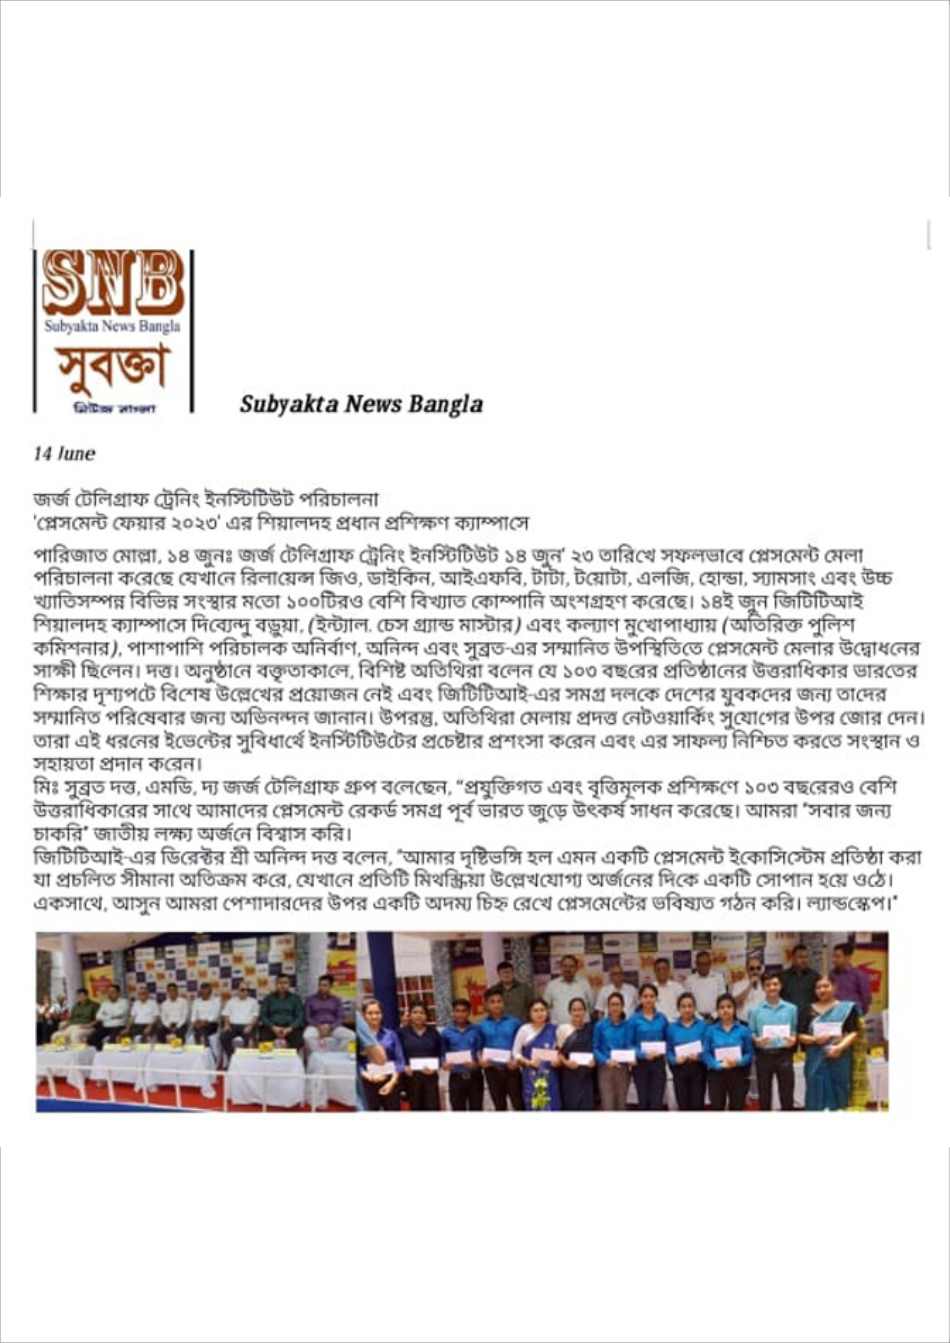 SNB
Subyakta News Bangla
সুবক্তা
নিউজ বাংলা
Subyakta News Bangla
14 June
জর্জ টেলিগ্রাফ ট্রেনিং ইনস্টিটিউট পরিচালনা
'প্লেসমেন্ট ফেয়ার ২০২৩' এর শিয়ালদহ প্রধান প্রশিক্ষণ ক্যাম্পাসে
পারিজাত মোল্লা, ১৪ জুনঃ জর্জ টেলিগ্রাফ ট্রেনিং ইনস্টিটিউট ১৪ জুন' ২৩ তারিখে সফলভাবে প্লেসমেন্ট মেলা
পরিচালনা করেছে যেখানে রিলায়েন্স জিও, ডাইকিন, আইএফবি, টাটা, টয়োটা, এলজি, হোন্ডা, স্যামসাং এবং উচ্চ
খ্যাতিসম্পন্ন বিভিন্ন সংস্থার মতো ১০০টিরও বেশি বিখ্যাত কোম্পানি অংশগ্রহণ করেছে। ১৪ই জুন জিটিটিআই
শিয়ালদহ ক্যাম্পাসে দিব্যেন্দু বড়ুয়া, (ইন্ট্যাল. চেস গ্র্যান্ড মাস্টার) এবং কল্যাণ মুখোপাধ্যায় (অতিরিক্ত পুলিশ
কমিশনার), পাশাপাশি পরিচালক অনির্বাণ, অনিন্দ এবং সুব্রত-এর সম্মানিত উপস্থিতিতে প্লেসমেন্ট মেলার উদ্বোধনের
সাক্ষী ছিলেন। দত্ত। অনুষ্ঠানে বক্তৃতাকালে, বিশিষ্ট অতিথিরা বলেন যে ১০৩ বছরের প্রতিষ্ঠানের উত্তরাধিকার ভারতের
শিক্ষার দৃশ্যপটে বিশেষ উল্লেখের প্রয়োজন নেই এবং জিটিটিআই-এর সমগ্র দলকে দেশের যুবকদের জন্য তাদের
সম্মানিত পরিষেবার জন্য অভিনন্দন জানান। উপরন্তু, অতিথিরা মেলায় প্রদত্ত নেটওয়ার্কিং সুযোগের উপর জোর দেন।
তারা এই ধরনের ইভেন্টের সুবিধার্থে ইনস্টিটিউটের প্রচেষ্টার প্রশংসা করেন এবং এর সাফল্য নিশ্চিত করতে সংস্থান ও
সহায়তা প্রদান করেন।
মিঃ সুব্রত দত্ত, এমডি, দ্য জর্জ টেলিগ্রাফ গ্রুপ বলেছেন, "প্রযুক্তিগত এবং বৃত্তিমূলক প্রশিক্ষণে ১০৩ বছরেরও বেশি
উত্তরাধিকারের সাথে আমাদের প্লেসমেন্ট রেকর্ড সমগ্র পূর্ব ভারত জুড়ে উৎকর্ষ সাধন করেছে। আমরা "সবার জন্য
চাকরি" জাতীয় লক্ষ্য অর্জনে বিশ্বাস করি।
জিটিটিআই-এর ডিরেক্টর শ্রী অনিন্দ দত্ত বলেন, "আমার দৃষ্টিভঙ্গি হল এমন একটি প্লেসমেন্ট ইকোসিস্টেম প্রতিষ্ঠা করা
যা প্রচলিত সীমানা অতিক্রম করে, যেখানে প্রতিটি মিথস্ক্রিয়া উল্লেখযোগ্য অর্জনের দিকে একটি সোপান হয়ে ওঠে।
একসাথে, আসুন আমরা পেশাদারদের উপর একটি অদম্য চিহ্ন রেখে প্লেসমেন্টের ভবিষ্যত গঠন করি। ল্যান্ডস্কেপ।"